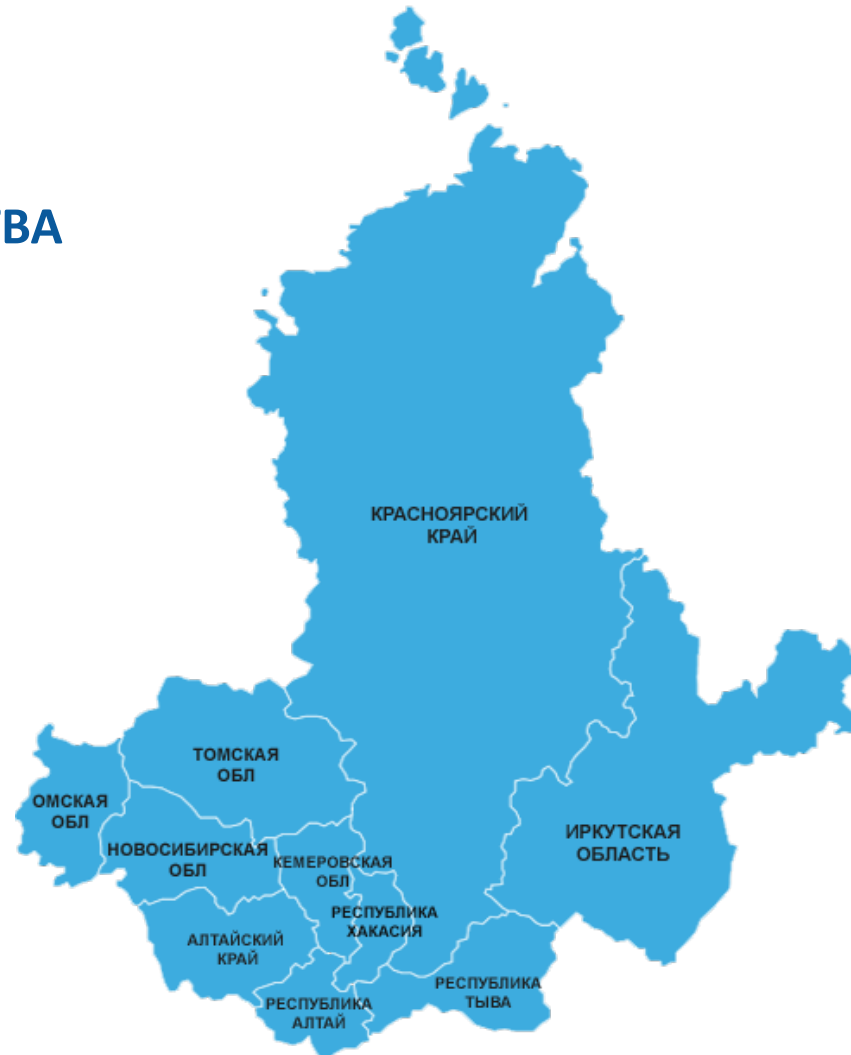 ТВА
КРАСНОЯРСКИЙ
КРАЙ
ТОМСКАЯ
ОБЛ
ОМСКАЯ
ОБЛ
НОВОСИБИРСКАЯ
ОБЛ
КЕМЕРОВСКАЯ
ОБЛ
ИРКУТСКАЯ
ОБЛАСТЬ
РЕСПУБЛИКА
ХАКАСИЯ
АЛТАЙСКИЙ
КРАЙ
РЕСПУБЛИКА
АЛТАЙ
РЕСПУБЛИКА
ТЫВА